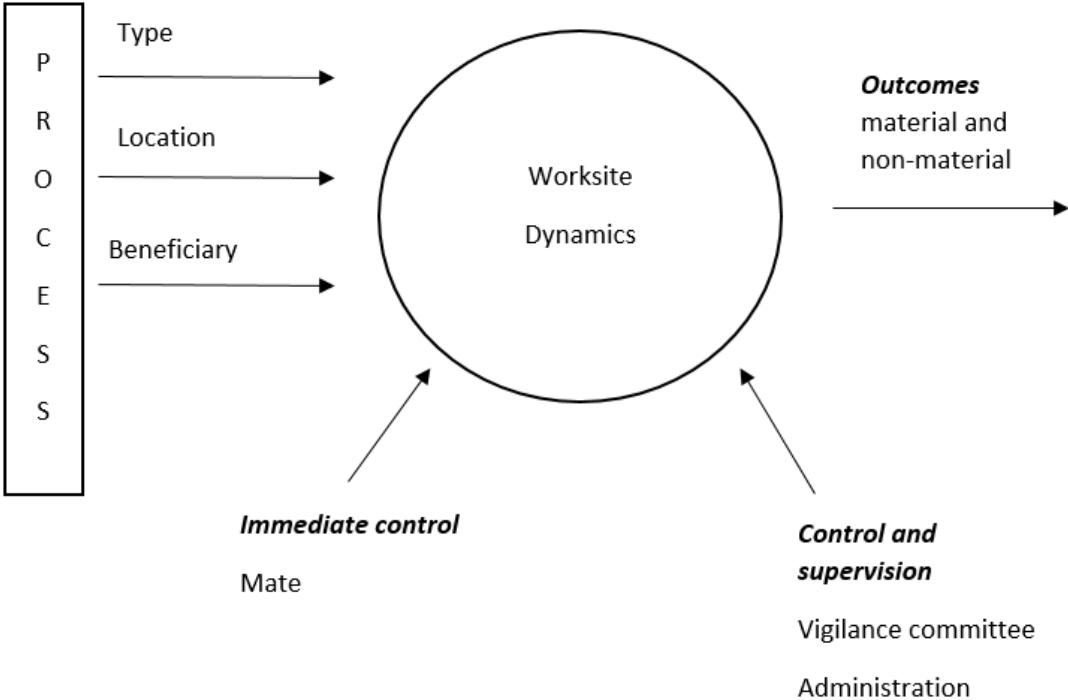 PROCESS
Type
Location
Beneficiary
Worksite
Dynamics
Outcomes
material and
non-material
Immediate control
Mate
Control and
supervision
Vigilance committee
Administration